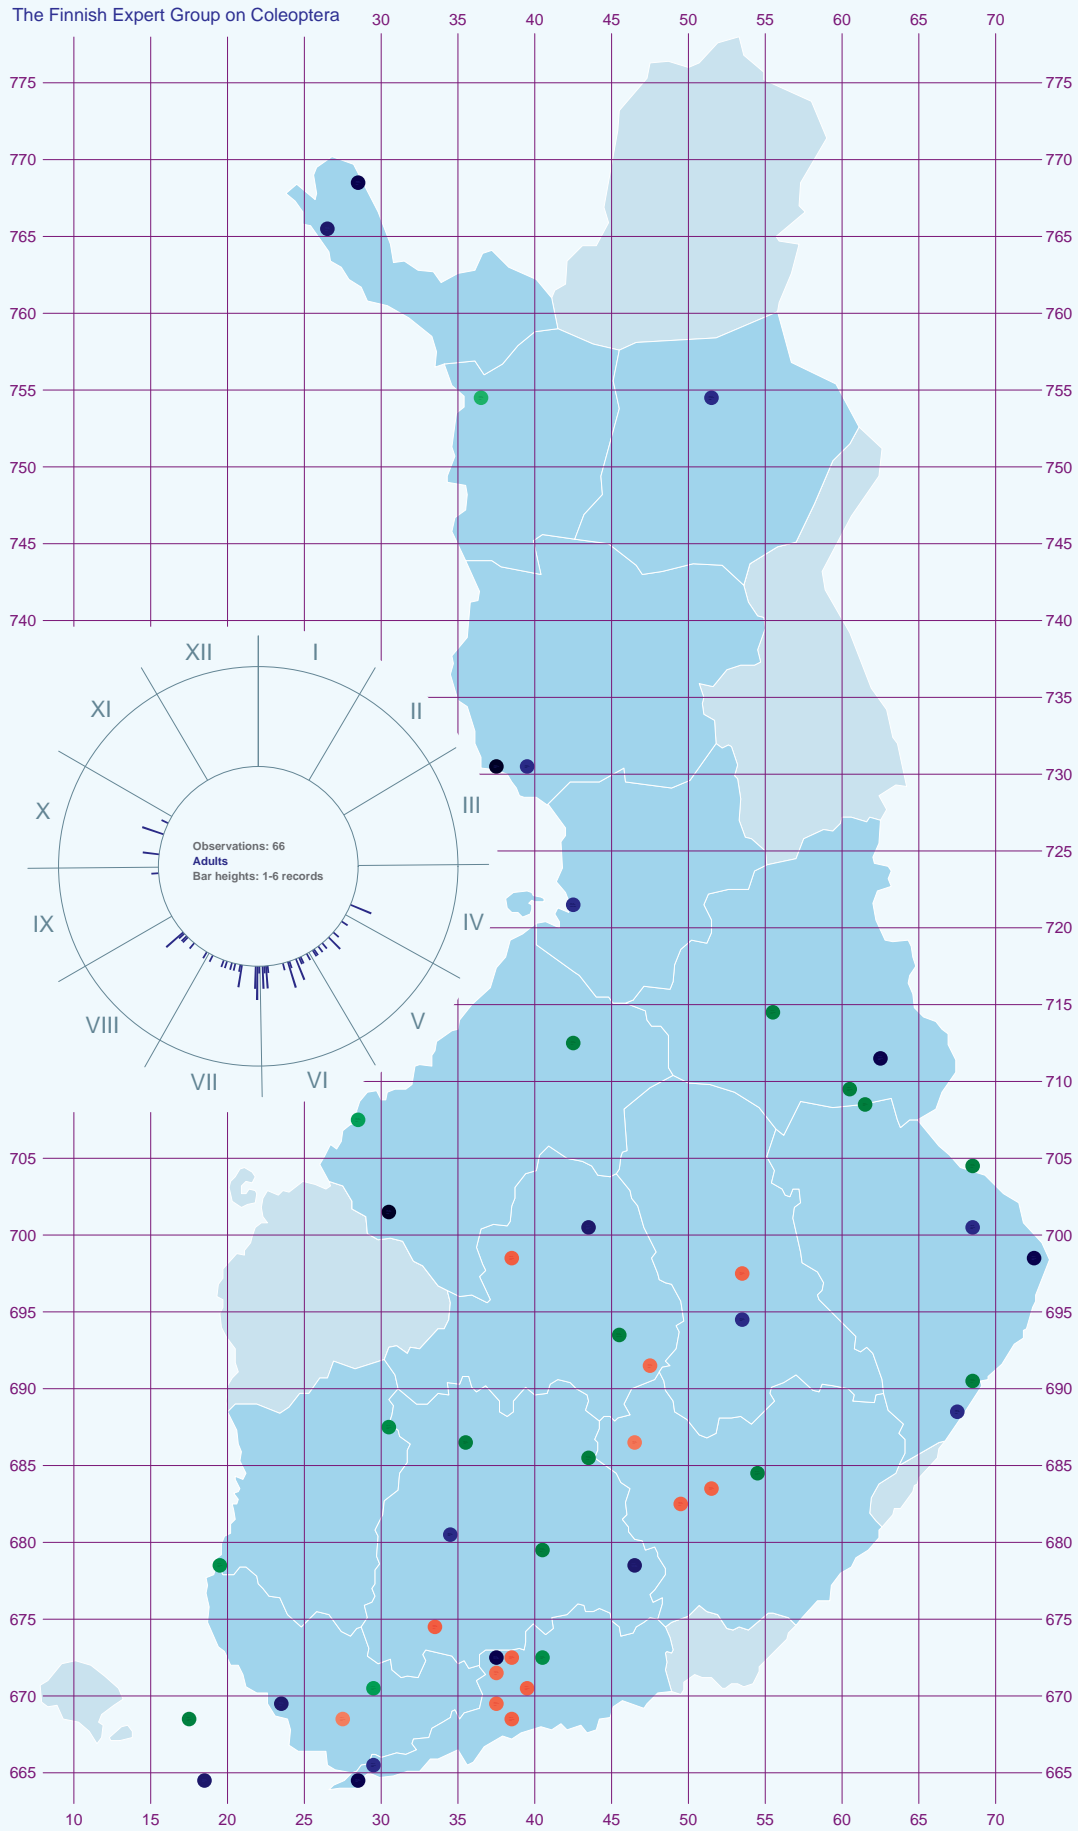 The Finnish Expert Group on Coleoptera
30 35 40 45 50 55 60 65 70
775 775
770 770
765 765
760 760
755 755
750 750
745 745
740 740
XII I
XI II
735
730
X III
725
Observations: 66
Adults
Bar heights: 1-6 records
IX IV 720
715
VIII V
VII VI 710
705 705
700 700
695 695
690 690
685 685
680 680
675 675
670 670
665 665
10 15 20 25 30 35 40 45 50 55 60 65 70